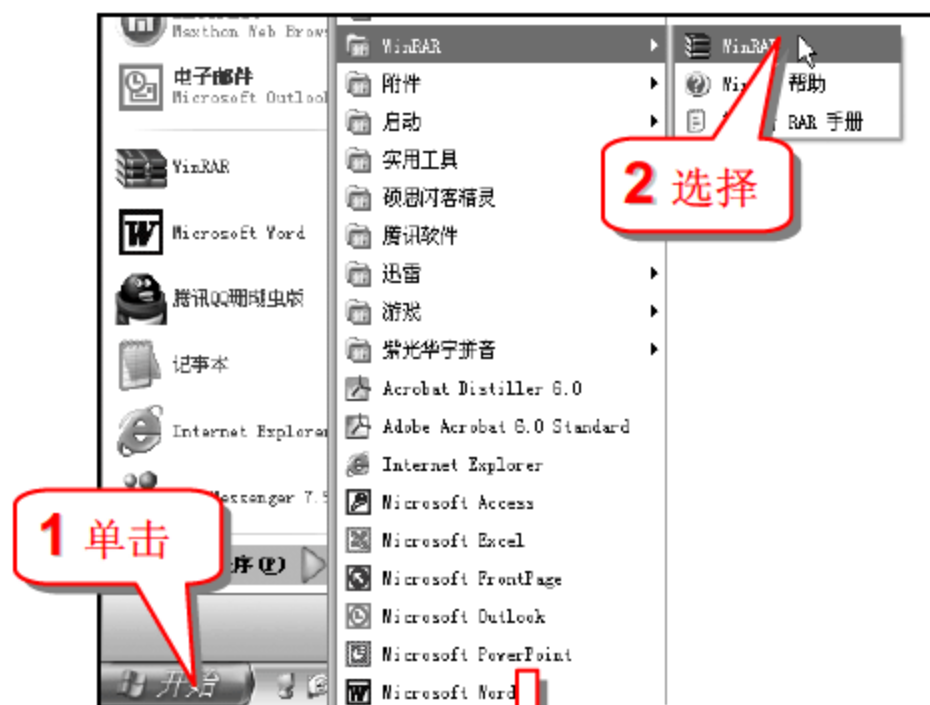 Maxthon Web Brows
电子邮件
Microsoft Outlool
WinRAR
Microsoft Word
腾讯QQ珊瑚虫版
记事本
Internet Explorer
Messenger 7.5
序(P)
开始
WinRAR
附件
启动
实用工具
硕思闪客精灵
腾讯软件
迅雷
游戏
紫光华宇拼音
Acrobat Distiller 6.0
Adobe Acrobat 6.0 Standard
Internet Explorer
Microsoft Access
Microsoft Excel
Microsoft FrontPage
Microsoft Outlook
Microsoft PowerPoint
Microsoft Word
WinRAR
帮助
RAR 手册
1 单击
2 选择